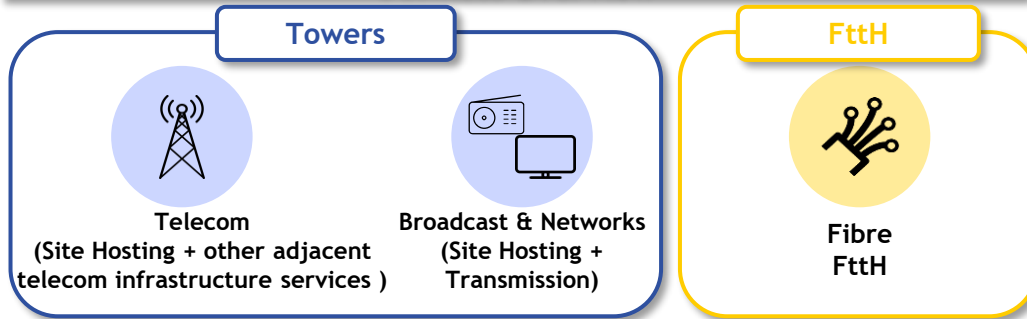 Towers
FttH
Telecom
(Site Hosting + other adjacent
telecom infrastructure services )
Broadcast & Networks
(Site Hosting +
Transmission)
Fibre
FttH